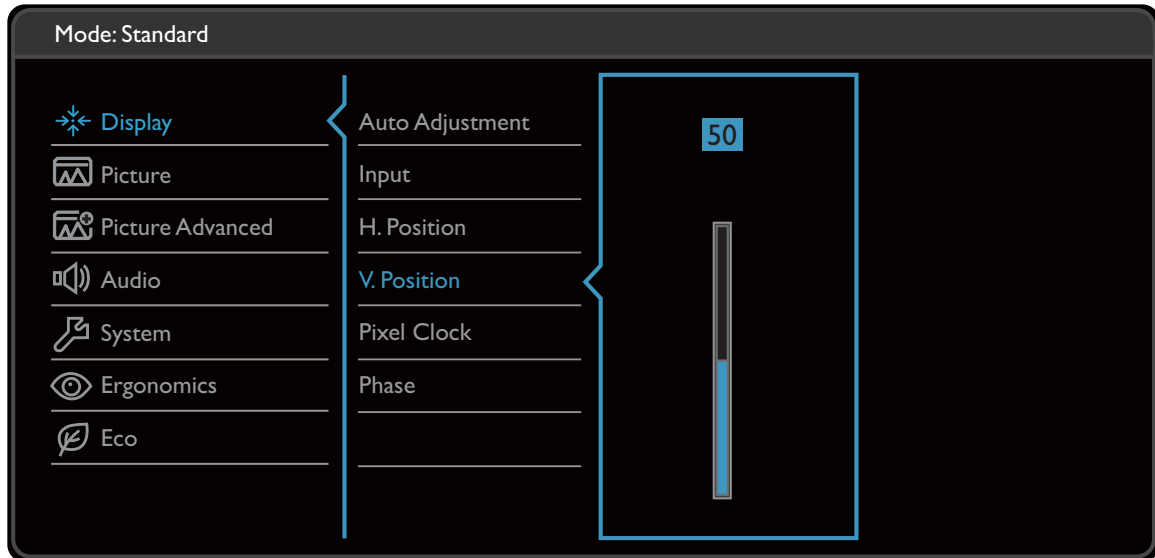 Mode: Standard
Display
Picture
Picture Advanced
Audio
System
Ergonomics
Eco
Auto Adjustment
Input
H. Position
V. Position
Pixel Clock
Phase
50